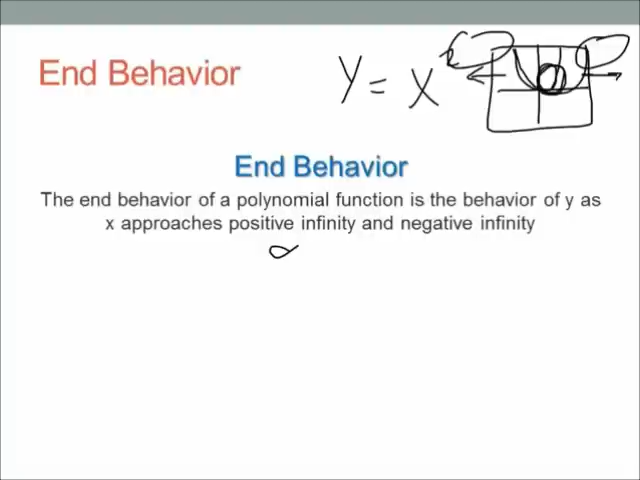 End Behavior
y = x
End Behavior
The end behavior of a polynomial function is the behavior of y as
x approaches positive infinity and negative infinity
∞